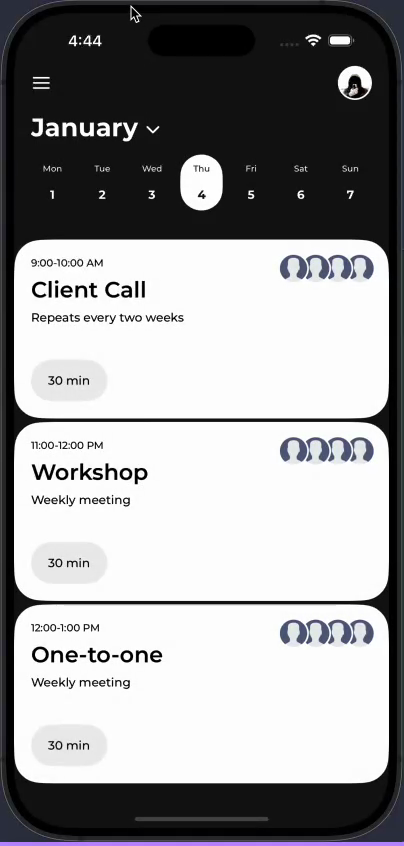 4:44
January
Mon Tue Wed Thu Fri Sat Sun
1 2 3 4 5 6 7
9:00-10:00 AM
Client Call
Repeats every two weeks
30 min
11:00-12:00 PM
Workshop
Weekly meeting
30 min
12:00-1:00 PM
One-to-one
Weekly meeting
30 min